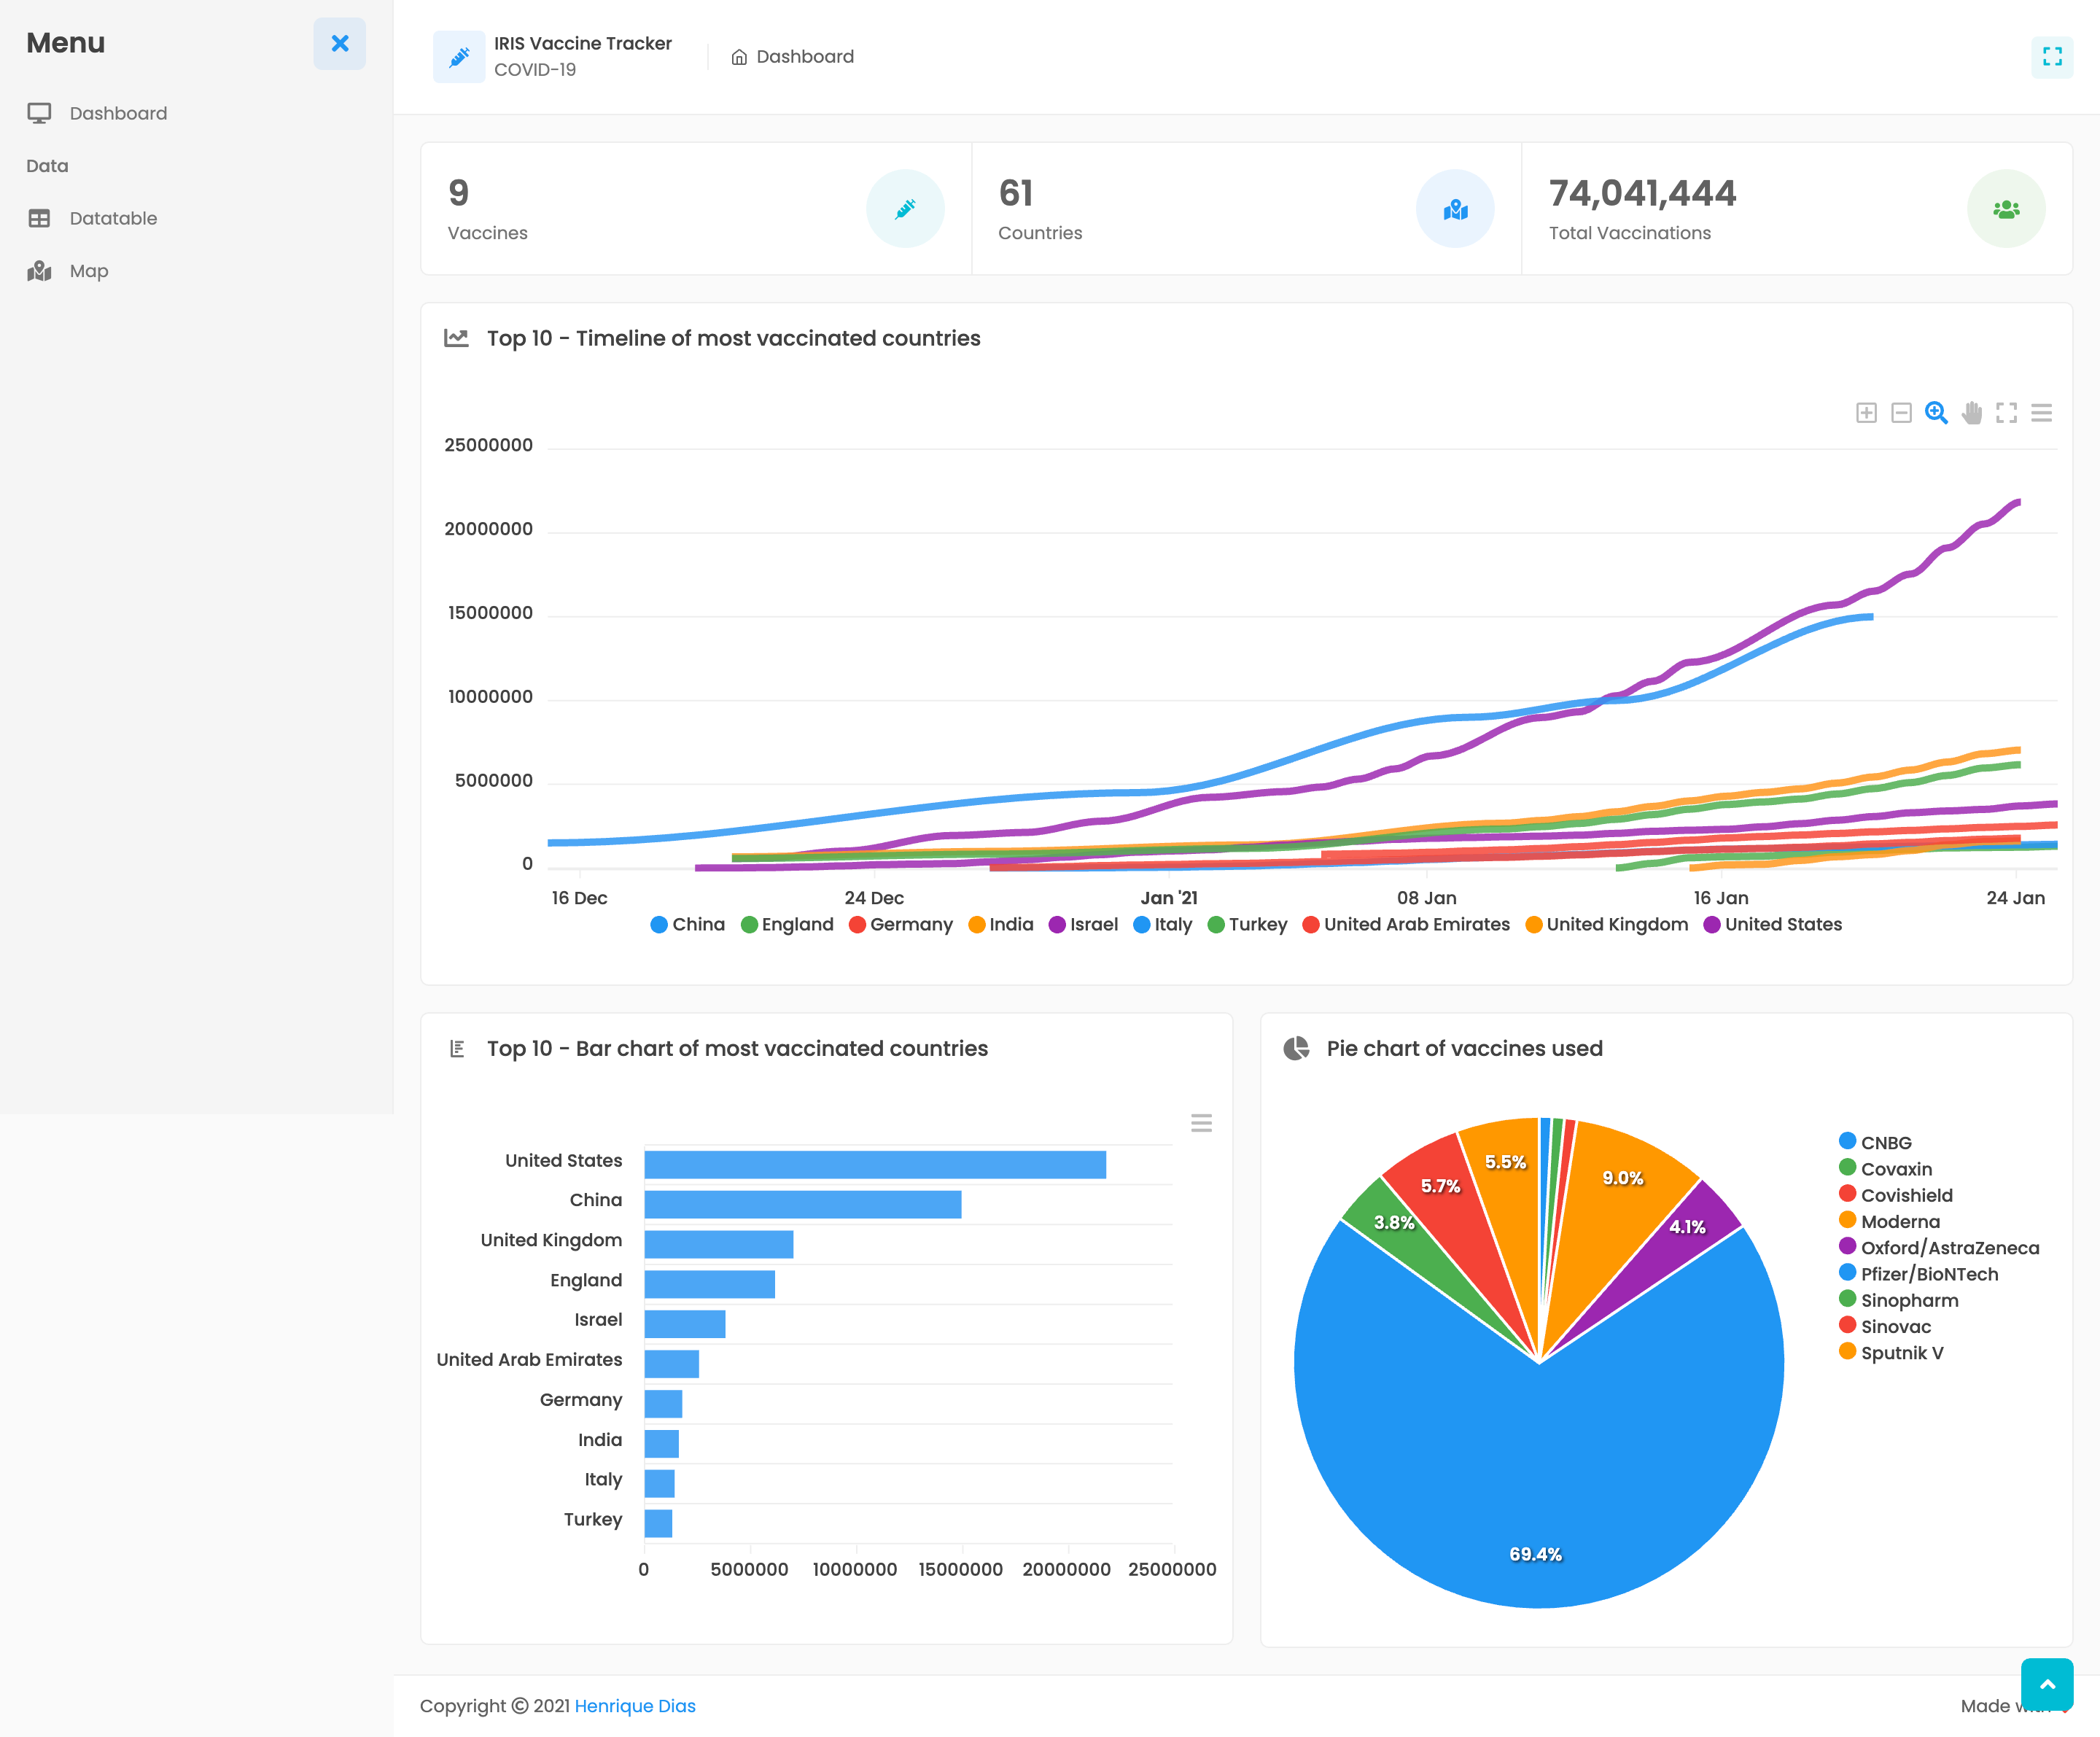 Menu
Dashboard
Data
Datatable
Map
IRIS Vaccine Tracker
COVID-19
Dashboard
9
Vaccines
61
Countries
74,041,444
Total Vaccinations
Top 10 - Timeline of most vaccinated countries
25000000
20000000
15000000
10000000
5000000
0
16 Dec 24 Dec Jan '21 08 Jan 16 Jan 24 Jan
China England Germany India Israel Italy Turkey United Arab Emirates United Kingdom United States
Top 10 - Bar chart of most vaccinated countries
United States
China
United Kingdom
England
Israel
United Arab Emirates
Germany
India
Italy
Turkey
0 5000000 10000000 15000000 20000000 25000000
Pie chart of vaccines used
5.5%
9.0%
5.7%
3.8%
4.1%
69.4%
CNBG
Covaxin
Covishield
Moderna
Oxford/AstraZeneca
Pfizer/BioNTech
Sinopharm
Sinovac
Sputnik V
Copyright © 2021 Henrique Dias
Made